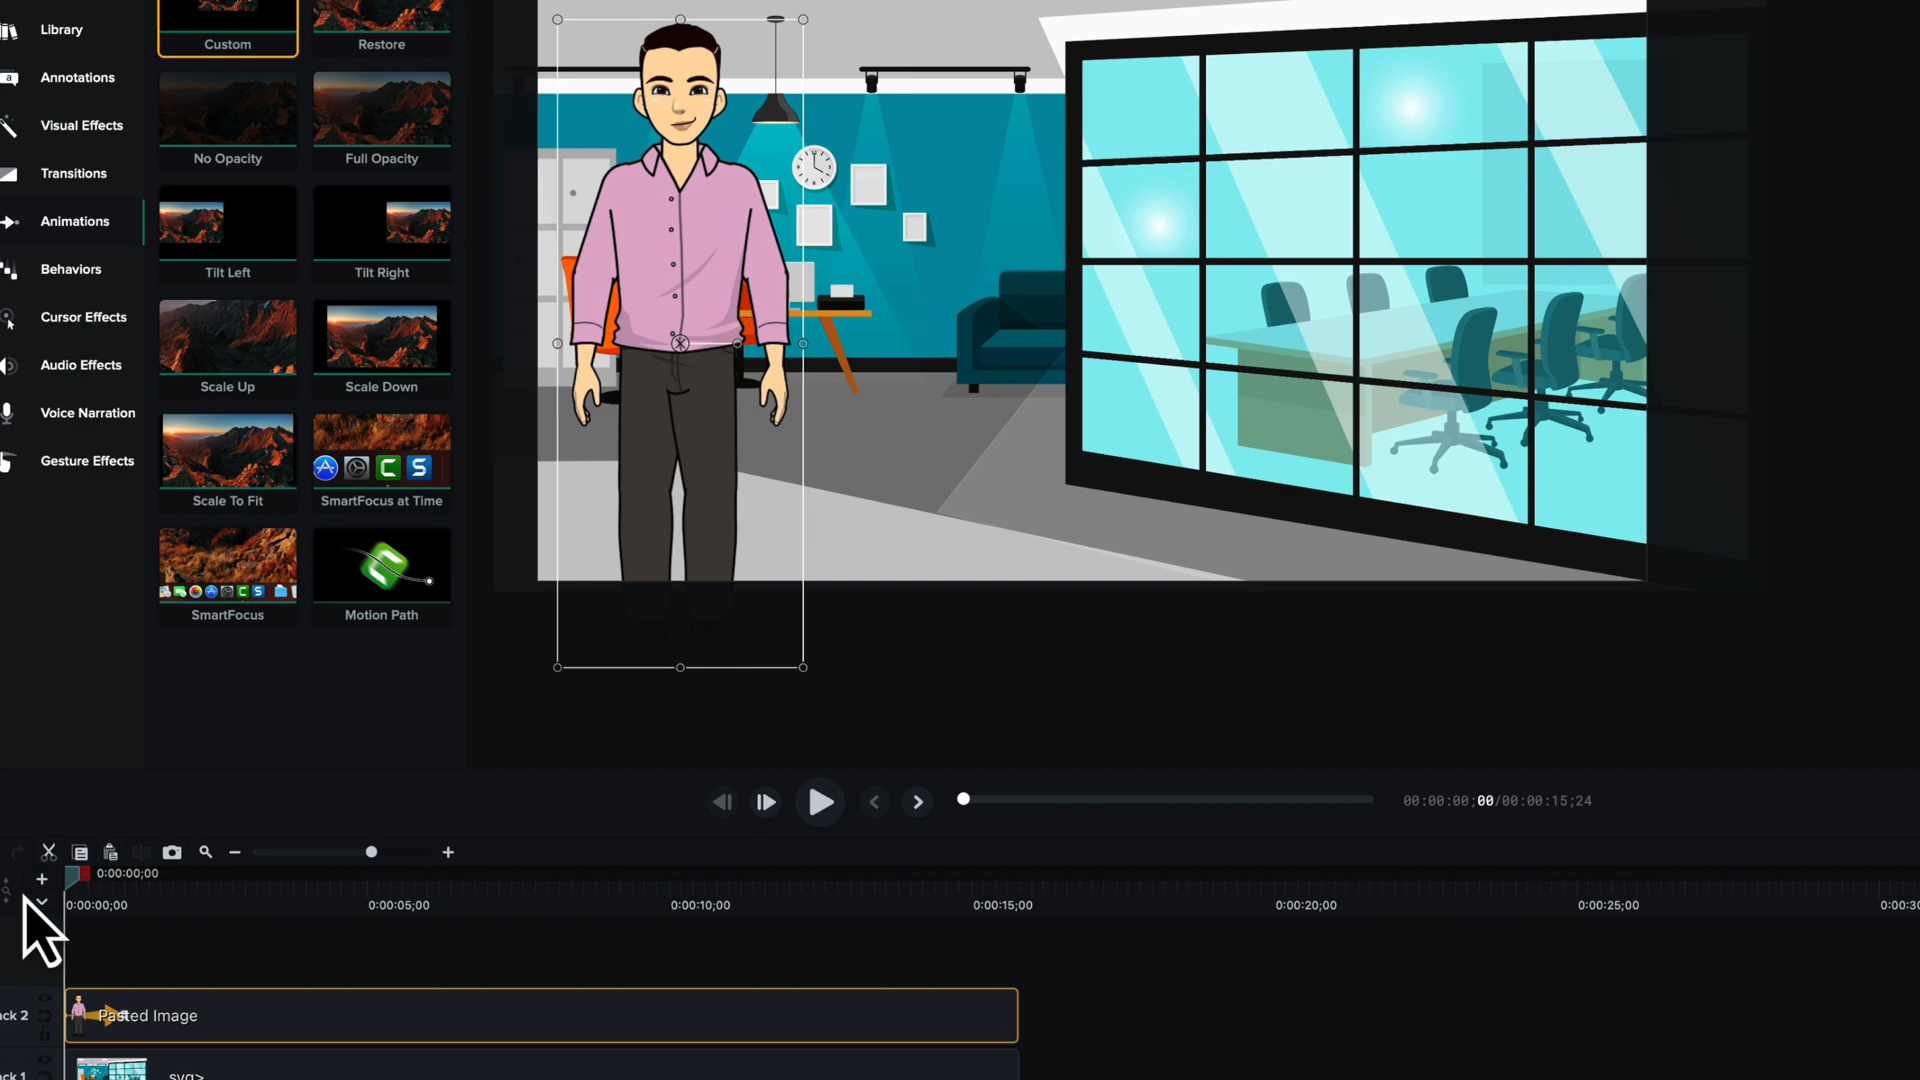 Library
Annotations
Visual Effects
Transitions
Animations
Behaviors
Cursor Effects
Audio Effects
Voice Narration
Gesture Effects
Custom
Restore
No Opacity
Full Opacity
Tilt Left
Tilt Right
Scale Up
Scale Down
Scale To Fit
SmartFocus at Time
SmartFocus
Motion Path
00:00:00;00/00:00:15;24
0:00:00;00
0:00:00;00
0:00:05;00
0:00:10;00
0:00:15;00
0:00:20;00
0:00:25;00
0:00:30
ack 2
Pasted Image
ack 1
svg>